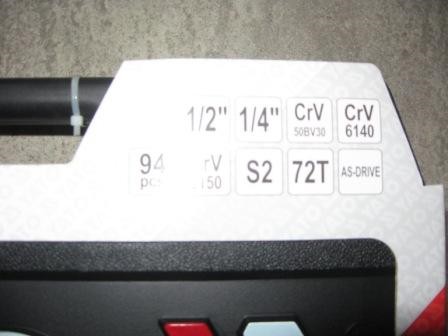 1/2" 1/4" CrV CrV
50BV30 6140
94 S2 72T AS-DRIVE
pcs